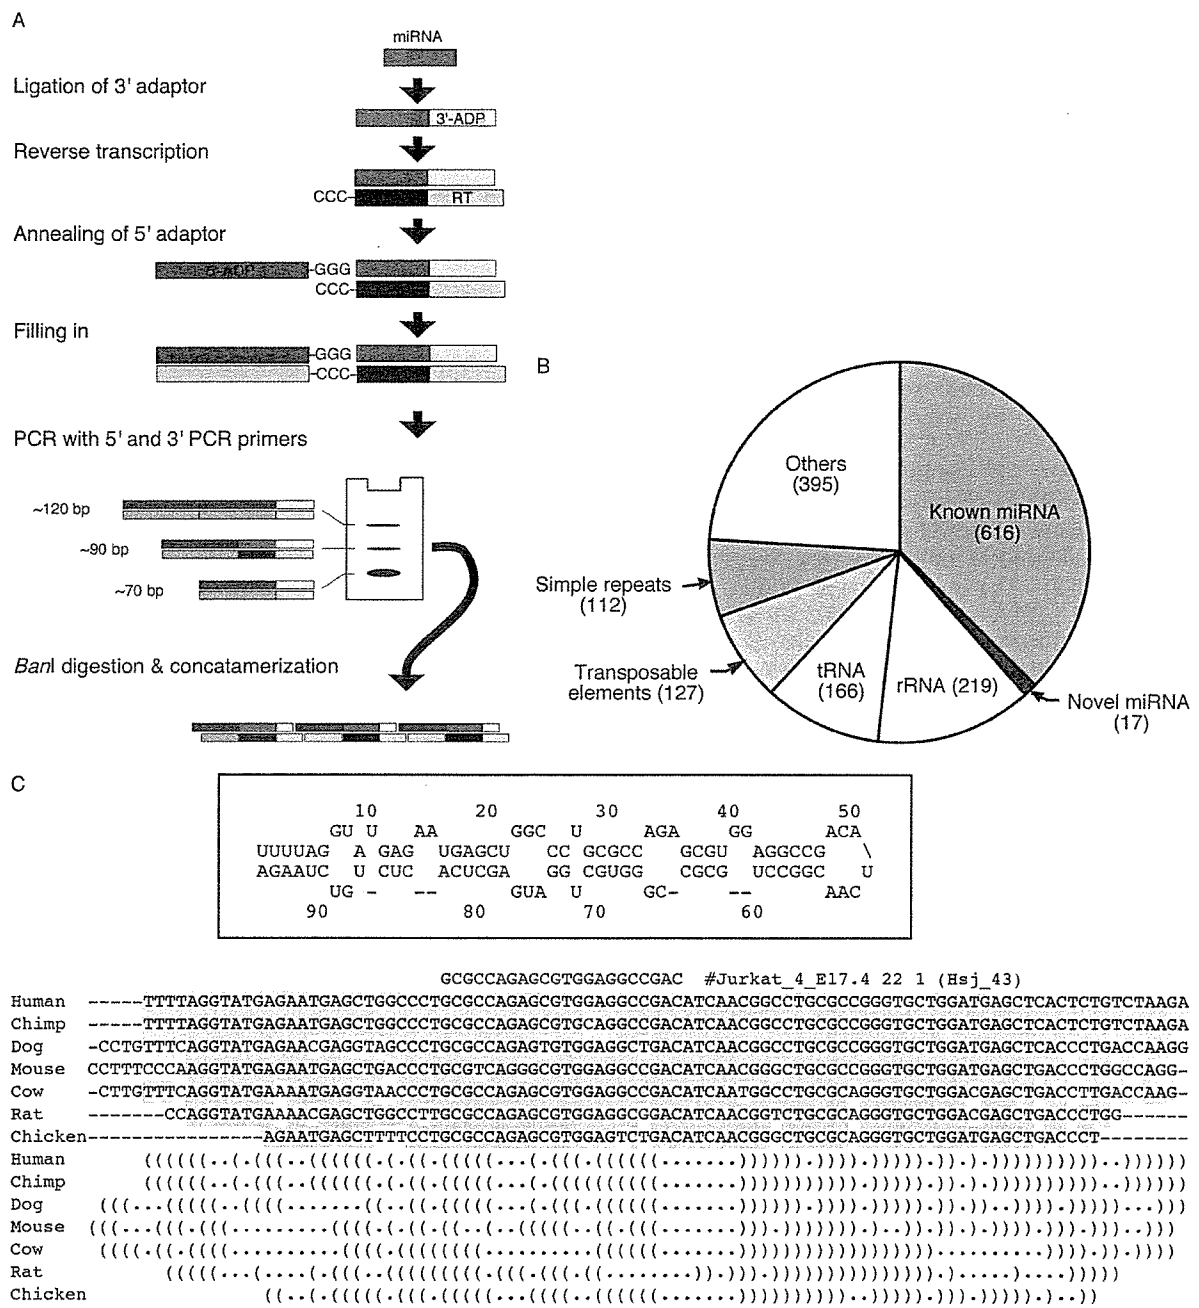 A
miRNA
Ligation of 3' adaptor
3'-ADP
Reverse transcription
CCC-
RT
Annealing of 5' adaptor
5'-ADP
-GGG
CCC-
Filling in
-GGG
-CCC-
B
PCR with 5' and 3' PCR primers
~120 bp
~90 bp
~70 bp
BanI digestion & concatamerization
Others
(395)
Known miRNA
(616)
Simple repeats
(112)
Transposable
elements (127)
tRNA
(166)
rRNA (219)
Novel miRNA
(17)
C
10 20 30 40 50
GU U AA GGC U AGA GG ACA
UUUUAG A GAG UGAGCU CC GCGCC GCGU AGGCCG \
AGAAUC U CUC ACUCGA GG CGUGG CGCG UCCGGC U
UG - -- GUA U GC- -- AAC
90 80 70 60
GCGCCAGAGCGTGGAGGCCGAC #Jurkat_4_E17.4 22 1 (Hsj_43)
Human -----TTTTAGGTATGAGAATGAGCTGGCCCTGCGCCAGAGCGTGGAGGCCGACATCAACGGCCTGCGCCGGGTGCTGGATGAGCTCACTCTGTCTAAGA
Chimp -----TTTTAGGTATGAGAATGAGCTGGCCCTGCGCCAGAGCGTGCAGGCCGACATCAACGGCCTGCGCCGGGTGCTGGATGAGCTCACTCTGTCTAAGA
Dog -CCTGTTTCAGGTATGAGAACGAGGTAGCCCTGCGCCAGAGTGTGGAGGCTGACATCAACGGCCTGCGCCGGGTGCTGGATGAGCTCACCCTGACCAAGG
Mouse CCTTTCCCAAGGTATGAGAATGAGCTGACCCTGCGTCAGGGCGTGGAGGCCGACATCAACGGCCTGCGCCGGGTGCTGGATGAGCTGACCCTGGCCAGG-
Cow -CTTGTTTCAGGTATGAAAATGAGGTAACCCTGCGCCAGAGCGTGGAGGCCGACATCAATGGCCTGCGCAGGGTGCTGGACGAGCTGACCTTGACCAAG-
Rat -------CCAGGTATGAAAACGAGCTGGCCTTGCGCCAGAGCGTGGAGGCGGACATCAACGGTCTGCGCAGGGTGCTGGACGAGCTGACCCTGG------
Chicken----------------AGAATGAGCTTTTCCTGCGCCAGAGCGTGGAGTCTGACATCAACGGGCTGCGCAGGGTGCTGGATGAGCTGACCCT--------
Human
Chimp
Dog
Mouse
Cow
Rat
Chicken